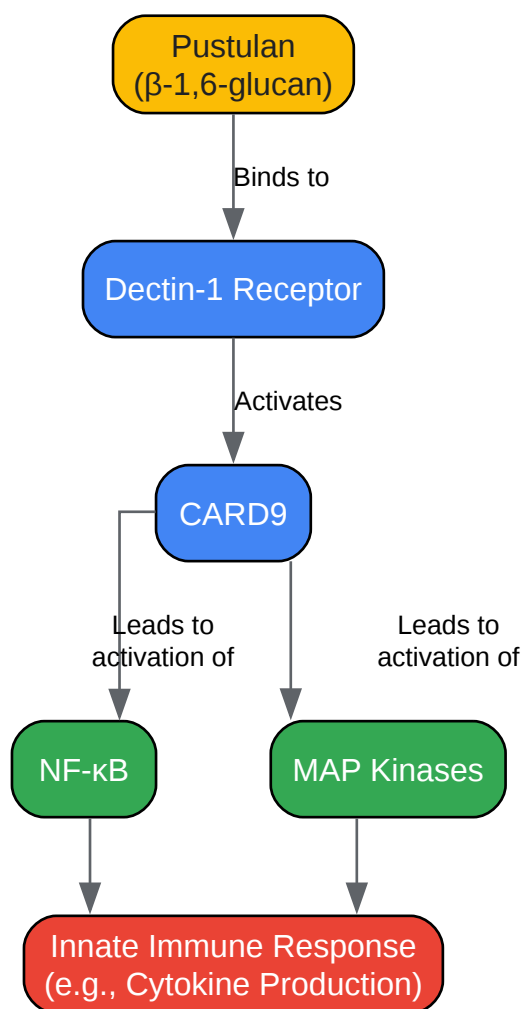 Pustulan
(β-1,6-glucan)
Binds to
Dectin-1 Receptor
Activates
CARD9
Leads to
activation of
Leads to
activation of
NF-κB
MAP Kinases
Innate Immune Response
(e.g., Cytokine Production)